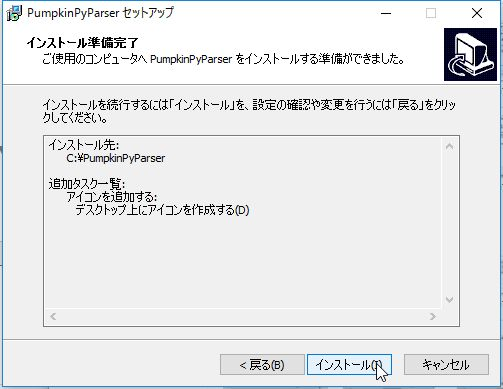 PumpkinPyParser セットアップ
インストール準備完了
ご使用のコンピュータへ PumpkinPyParser をインストールする準備ができました。
インストールを続行するには「インストール」を、設定の確認や変更を行うには「戻る」をクリッ
クしてください。
インストール先:
C:¥PumpkinPyParser
追加タスク一覧:
アイコンを追加する:
デスクトップ上にアイコンを作成する(D)
< 戻る(B)
インストール(I)
キャンセル